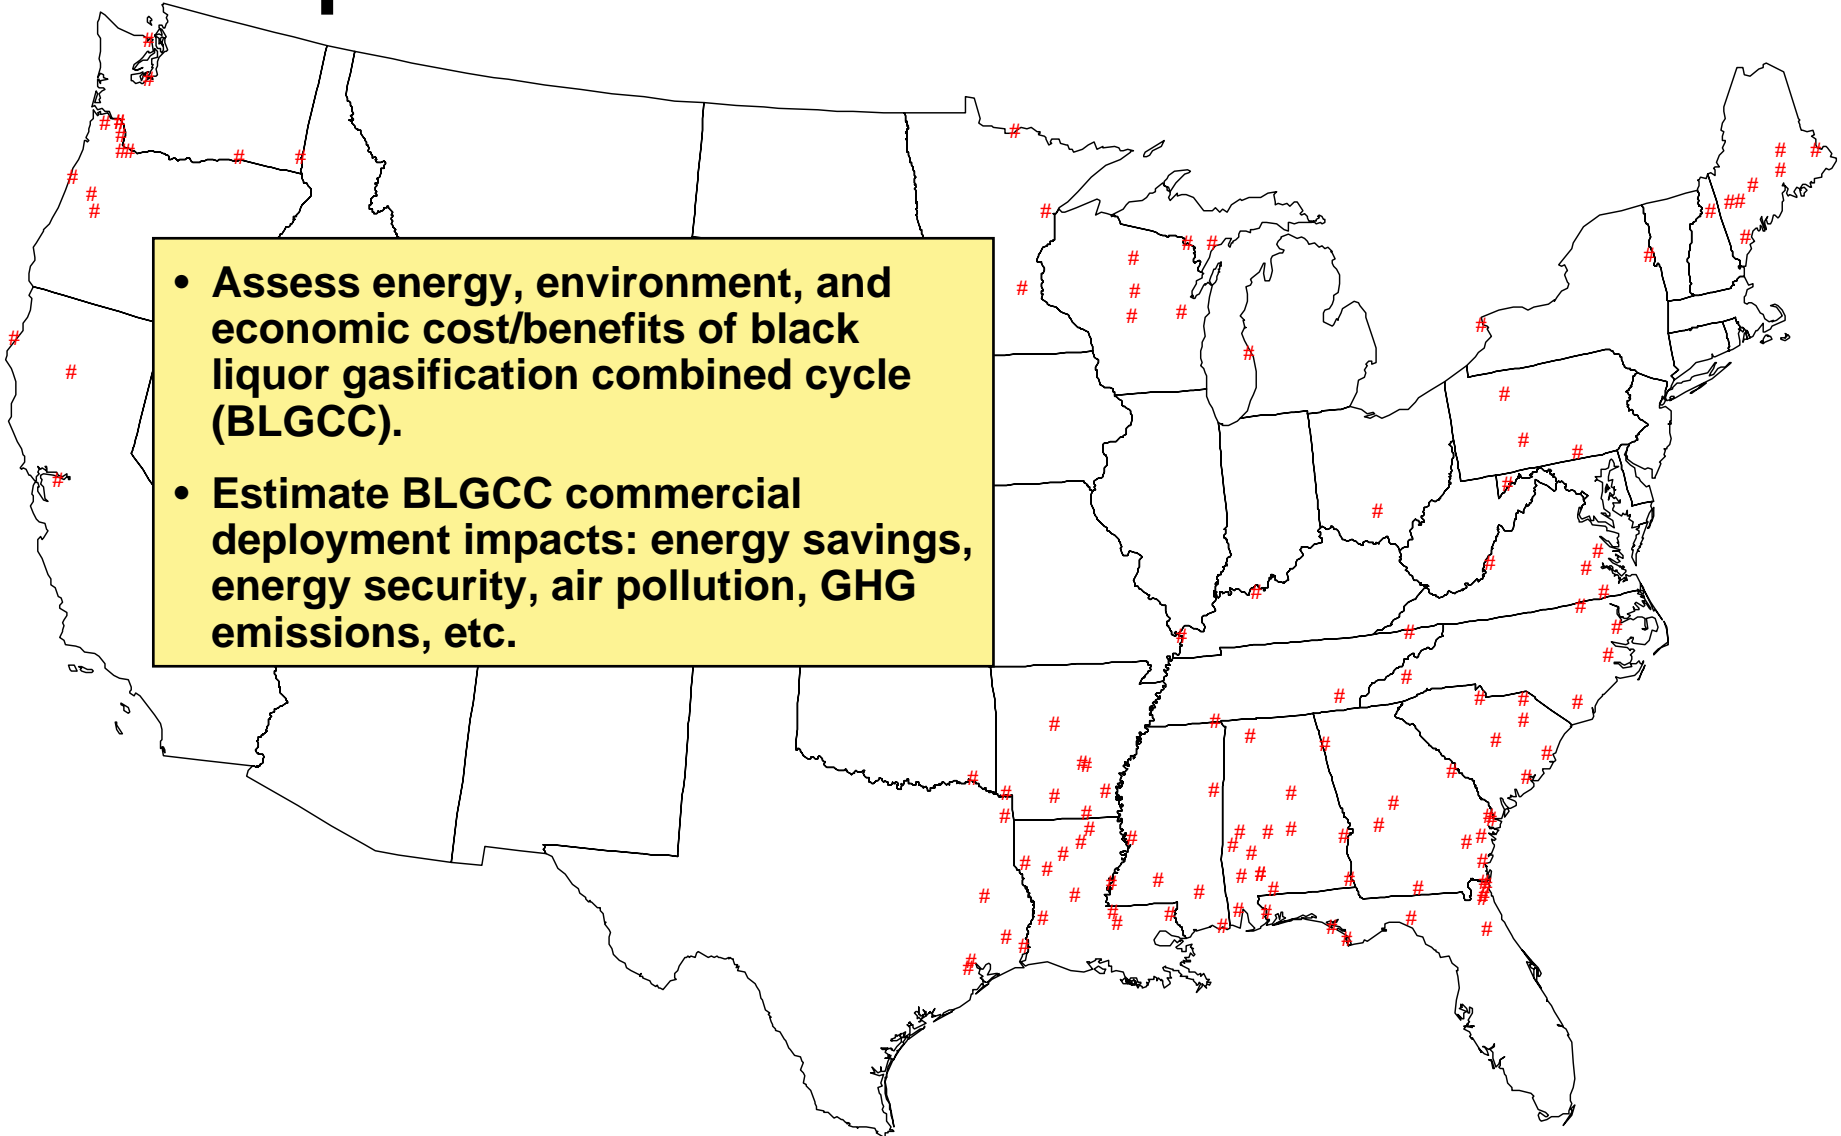 • Assess energy, environment, and
economic cost/benefits of black
liquor gasification combined cycle
(BLGCC).
• Estimate BLGCC commercial
deployment impacts: energy savings,
energy security, air pollution, GHG
emissions, etc.